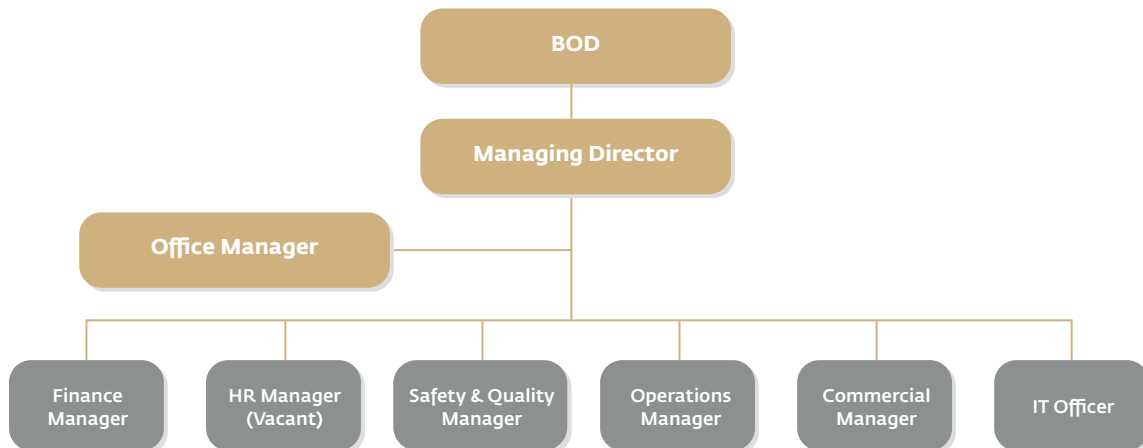 BOD
Managing Director
Office Manager
Finance
Manager
HR Manager
(Vacant)
Safety & Quality
Manager
Operations
Manager
Commercial
Manager
IT Officer